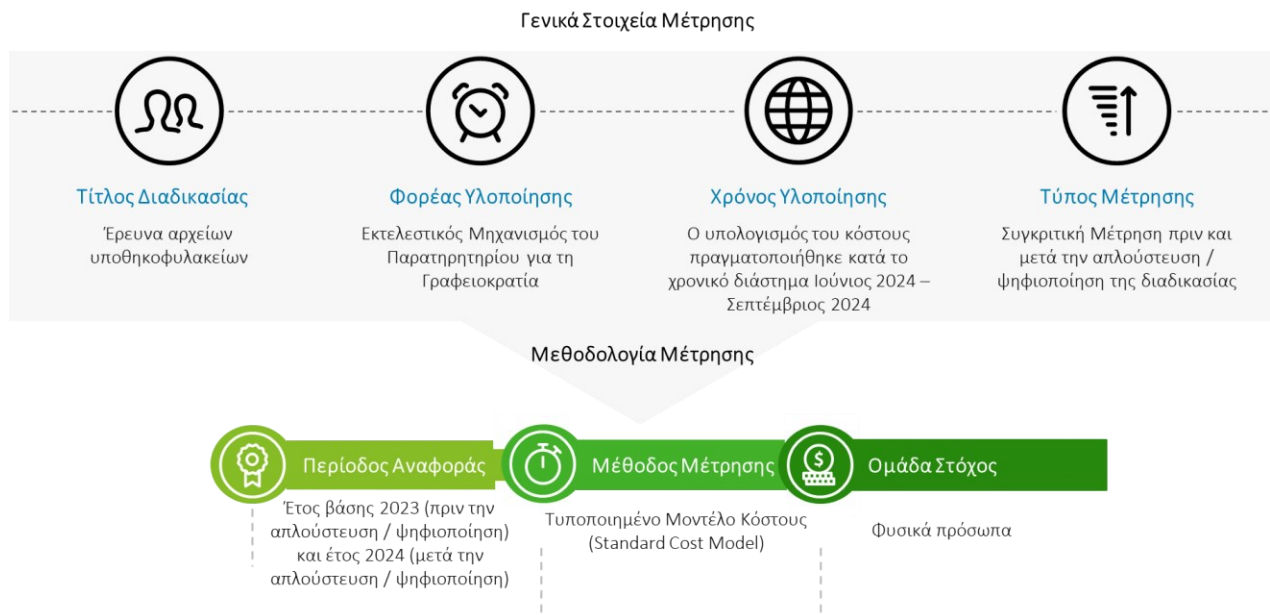 Γενικά Στοιχεία Μέτρησης
Τίτλος Διαδικασίας
Έρευνα αρχείων
υποθηκοφυλακείων
Φορέας Υλοποίησης
Εκτελεστικός Μηχανισμός του
Παρατηρητηρίου για τη
Γραφειοκρατία
Χρόνος Υλοποίησης
Ο υπολογισμός του κόστους
πραγματοποιήθηκε κατά το
χρονικό διάστημα Ιούνιος 2024 –
Σεπτέμβριος 2024
Τύπος Μέτρησης
Συγκριτική Μέτρηση πριν και
μετά την απλούστευση /
ψηφιοποίηση της διαδικασίας
Μεθοδολογία Μέτρησης
Περίοδος Αναφοράς
Έτος βάσης 2023 (πριν την
απλούστευση / ψηφιοποίηση)
και έτος 2024 (μετά την
απλούστευση / ψηφιοποίηση)
Μέθοδος Μέτρησης
Τυποποιημένο Μοντέλο Κόστους
(Standard Cost Model)
Ομάδα Στόχος
Φυσικά πρόσωπα